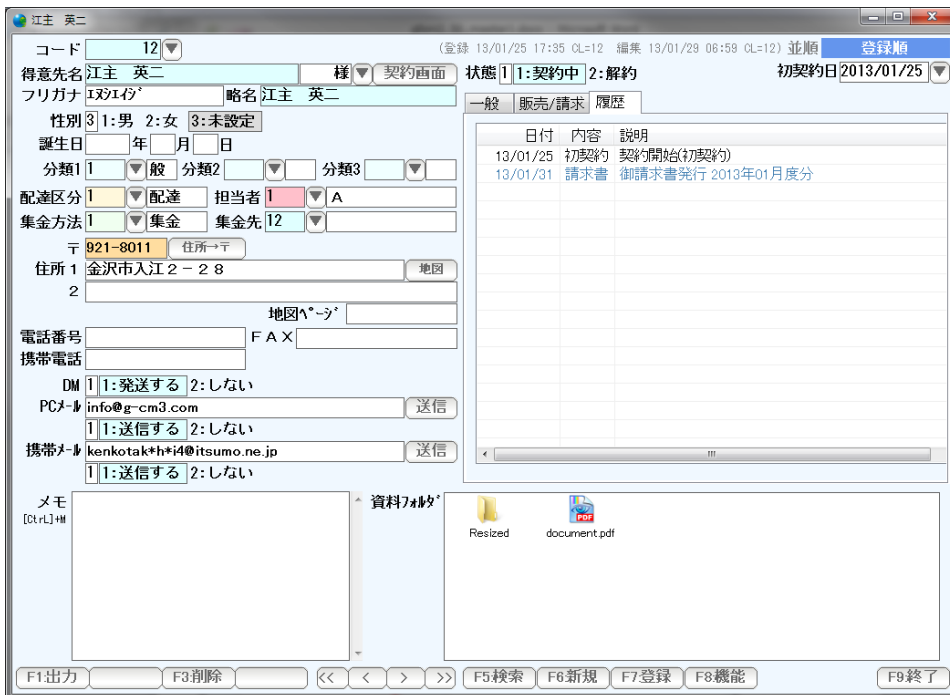 江主　英二
コード 12 (登録 13/01/25 17:35 CL=12 編集 13/01/29 06:59 CL=12) 並順 登録順
得意先名 江主　英二 様 契約画面 状態 1 1:契約中 2:解約 初契約日 2013/01/25
フリガナ ｴﾇｼｴｲｼﾞ 略名 江主　英二
一般 販売/請求 履歴
性別 3 1:男 2:女 3:未設定
誕生日 年 月 日
分類1 1 般 分類2 分類3
配達区分 1 配達 担当者 1 A
集金方法 1 集金 集金先 12
〒 921-8011 住所→〒
住所 1 金沢市入江２－２８ 地図
2
地図ﾍﾟｰｼﾞ
電話番号 ＦＡＸ
携帯電話
DM 1 1:発送する 2:しない
PCﾒｰﾙ info@g-cm3.com 送信
1 1:送信する 2:しない
携帯ﾒｰﾙ kenkotak*h*i4@itsumo.ne.jp 送信
1 1:送信する 2:しない
日付 内容 説明
13/01/25 初契約 契約開始(初契約)
13/01/31 請求書 御請求書発行 2013年01月度分
メモ
[CtrL]+M
資料ﾌｫﾙﾀﾞ
PDF
Resized document.pdf
F1:出力 F3:削除 << < > >> F5:検索 F6:新規 F7:登録 F8:機能 F9:終了